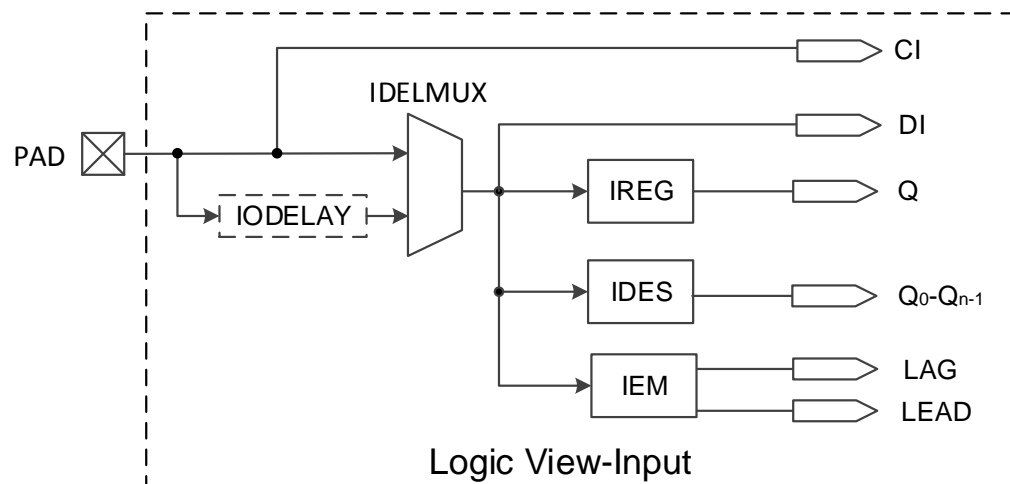 CI
IDELMUX
DI
PAD
IREG
Q
IODELAY
IDES
Q0-Qn-1
IEM
LAG
LEAD
Logic View-Input